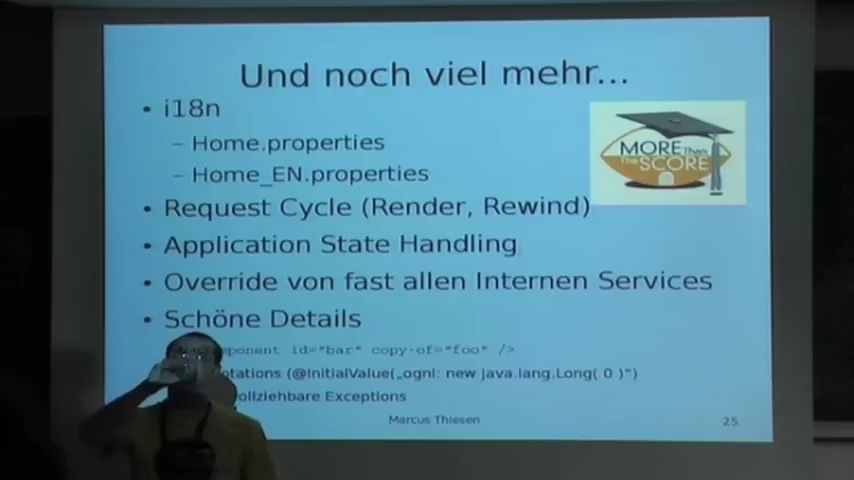 Und noch viel mehr...
• i18n
– Home.properties
– Home_EN.properties
MORE Than
The SCORE
• Request Cycle (Render, Rewind)
• Application State Handling
• Override von fast allen Internen Services
• Schöne Details
id="bar" copy-of="foo" />
(@InitialValue(„ognl: new java.lang.Long( 0 )")
Exceptions
Marcus Thiesen
25